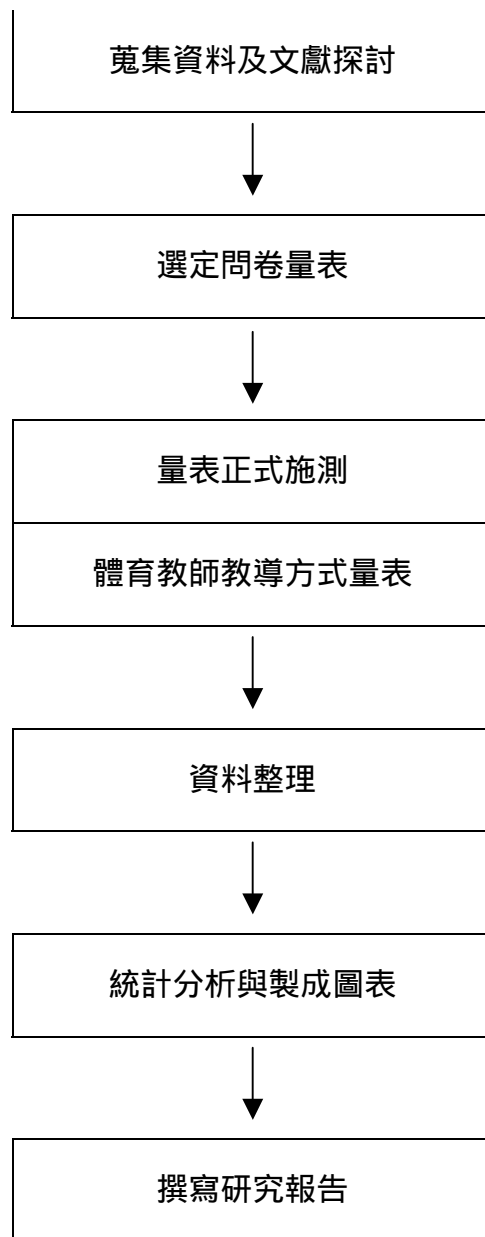 蒐集資料及文獻探討
選定問卷量表
量表正式施測
體育教師教導方式量表
資料整理
統計分析與製成圖表
撰寫研究報告